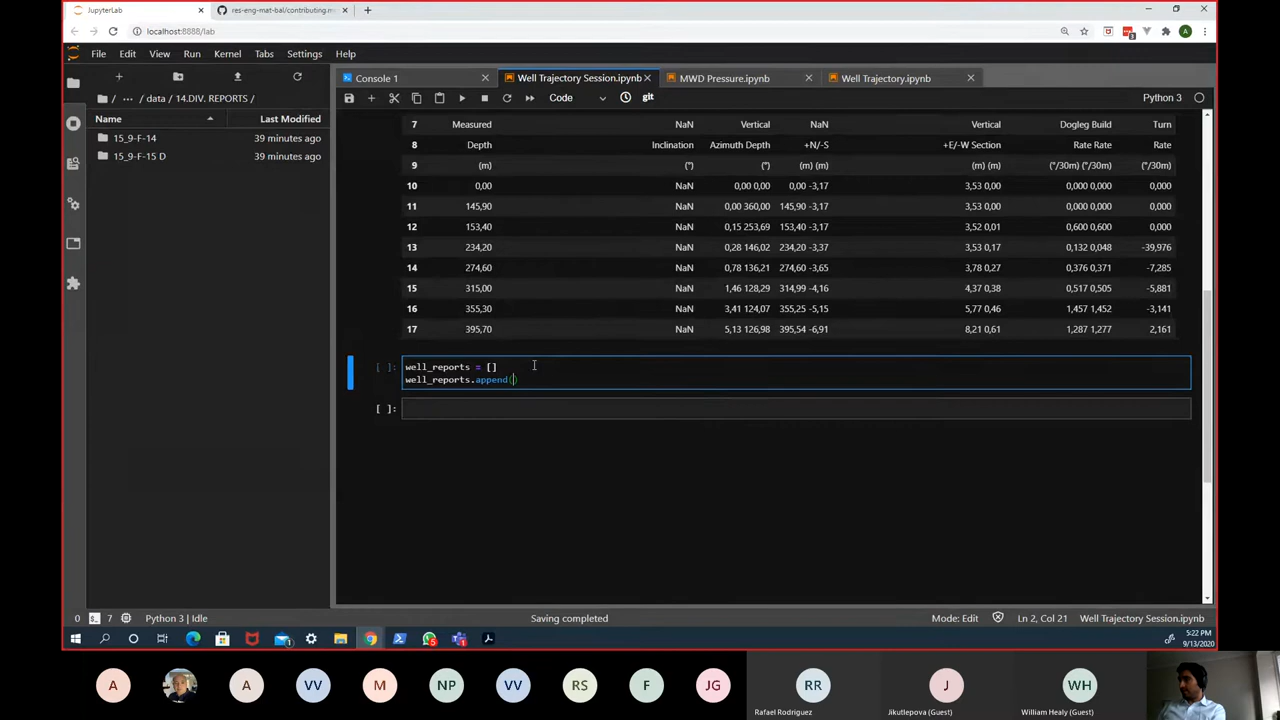 JupyterLab
res-eng-mat-bal/contributing.m
localhost:8888/lab
File Edit View Run Kernel Tabs Settings Help
Console 1
Well Trajectory Session.ipynb
MWD Pressure.ipynb
Well Trajectory.ipynb
Code
git
Python 3
/ ... / data / 14.DIV. REPORTS /
Name Last Modified
15_9-F-14 39 minutes ago
15_9-F-15 D 39 minutes ago
7 Measured NaN Vertical NaN Vertical Dogleg Build Turn
8 Depth Inclination Azimuth Depth +N/-S +E/-W Section Rate Rate Rate
9 (m) (°) (°) (m) (m) (m) (m) (°/30m) (°/30m) (°/30m)
10 0,00 NaN 0,00 0,00 0,00 -3,17 3,53 0,00 0,000 0,000 0,000
11 145,90 NaN 0,00 360,00 145,90 -3,17 3,53 0,00 0,000 0,000 0,000
12 153,40 NaN 0,15 253,69 153,40 -3,17 3,52 0,01 0,600 0,600 0,000
13 234,20 NaN 0,28 146,02 234,20 -3,37 3,53 0,17 0,132 0,048 -39,976
14 274,60 NaN 0,78 136,21 274,60 -3,65 3,78 0,27 0,376 0,371 -7,285
15 315,00 NaN 1,46 128,29 314,99 -4,16 4,37 0,38 0,517 0,505 -5,881
16 355,30 NaN 3,41 124,07 355,25 -5,15 5,77 0,46 1,457 1,452 -3,141
17 395,70 NaN 5,13 126,98 395,54 -6,91 8,21 0,61 1,287 1,277 2,161
[ ]: well_reports = []
well_reports.append()
[ ]:
0 7 Python 3 | Idle Saving completed Mode: Edit Ln 2, Col 21 Well Trajectory Session.ipynb
5:22 PM
9/13/2020
A A VV M NP VV RS F JG RR J WH
Rafael Rodriguez Jikutlepova (Guest) William Healy (Guest)